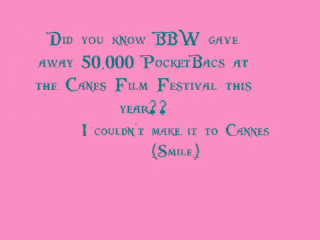 Did you know BBW gave
away 50,000 PocketBacs at
the Canes Film Festival this
year??
I couldn't make it to Cannes
(Smile)